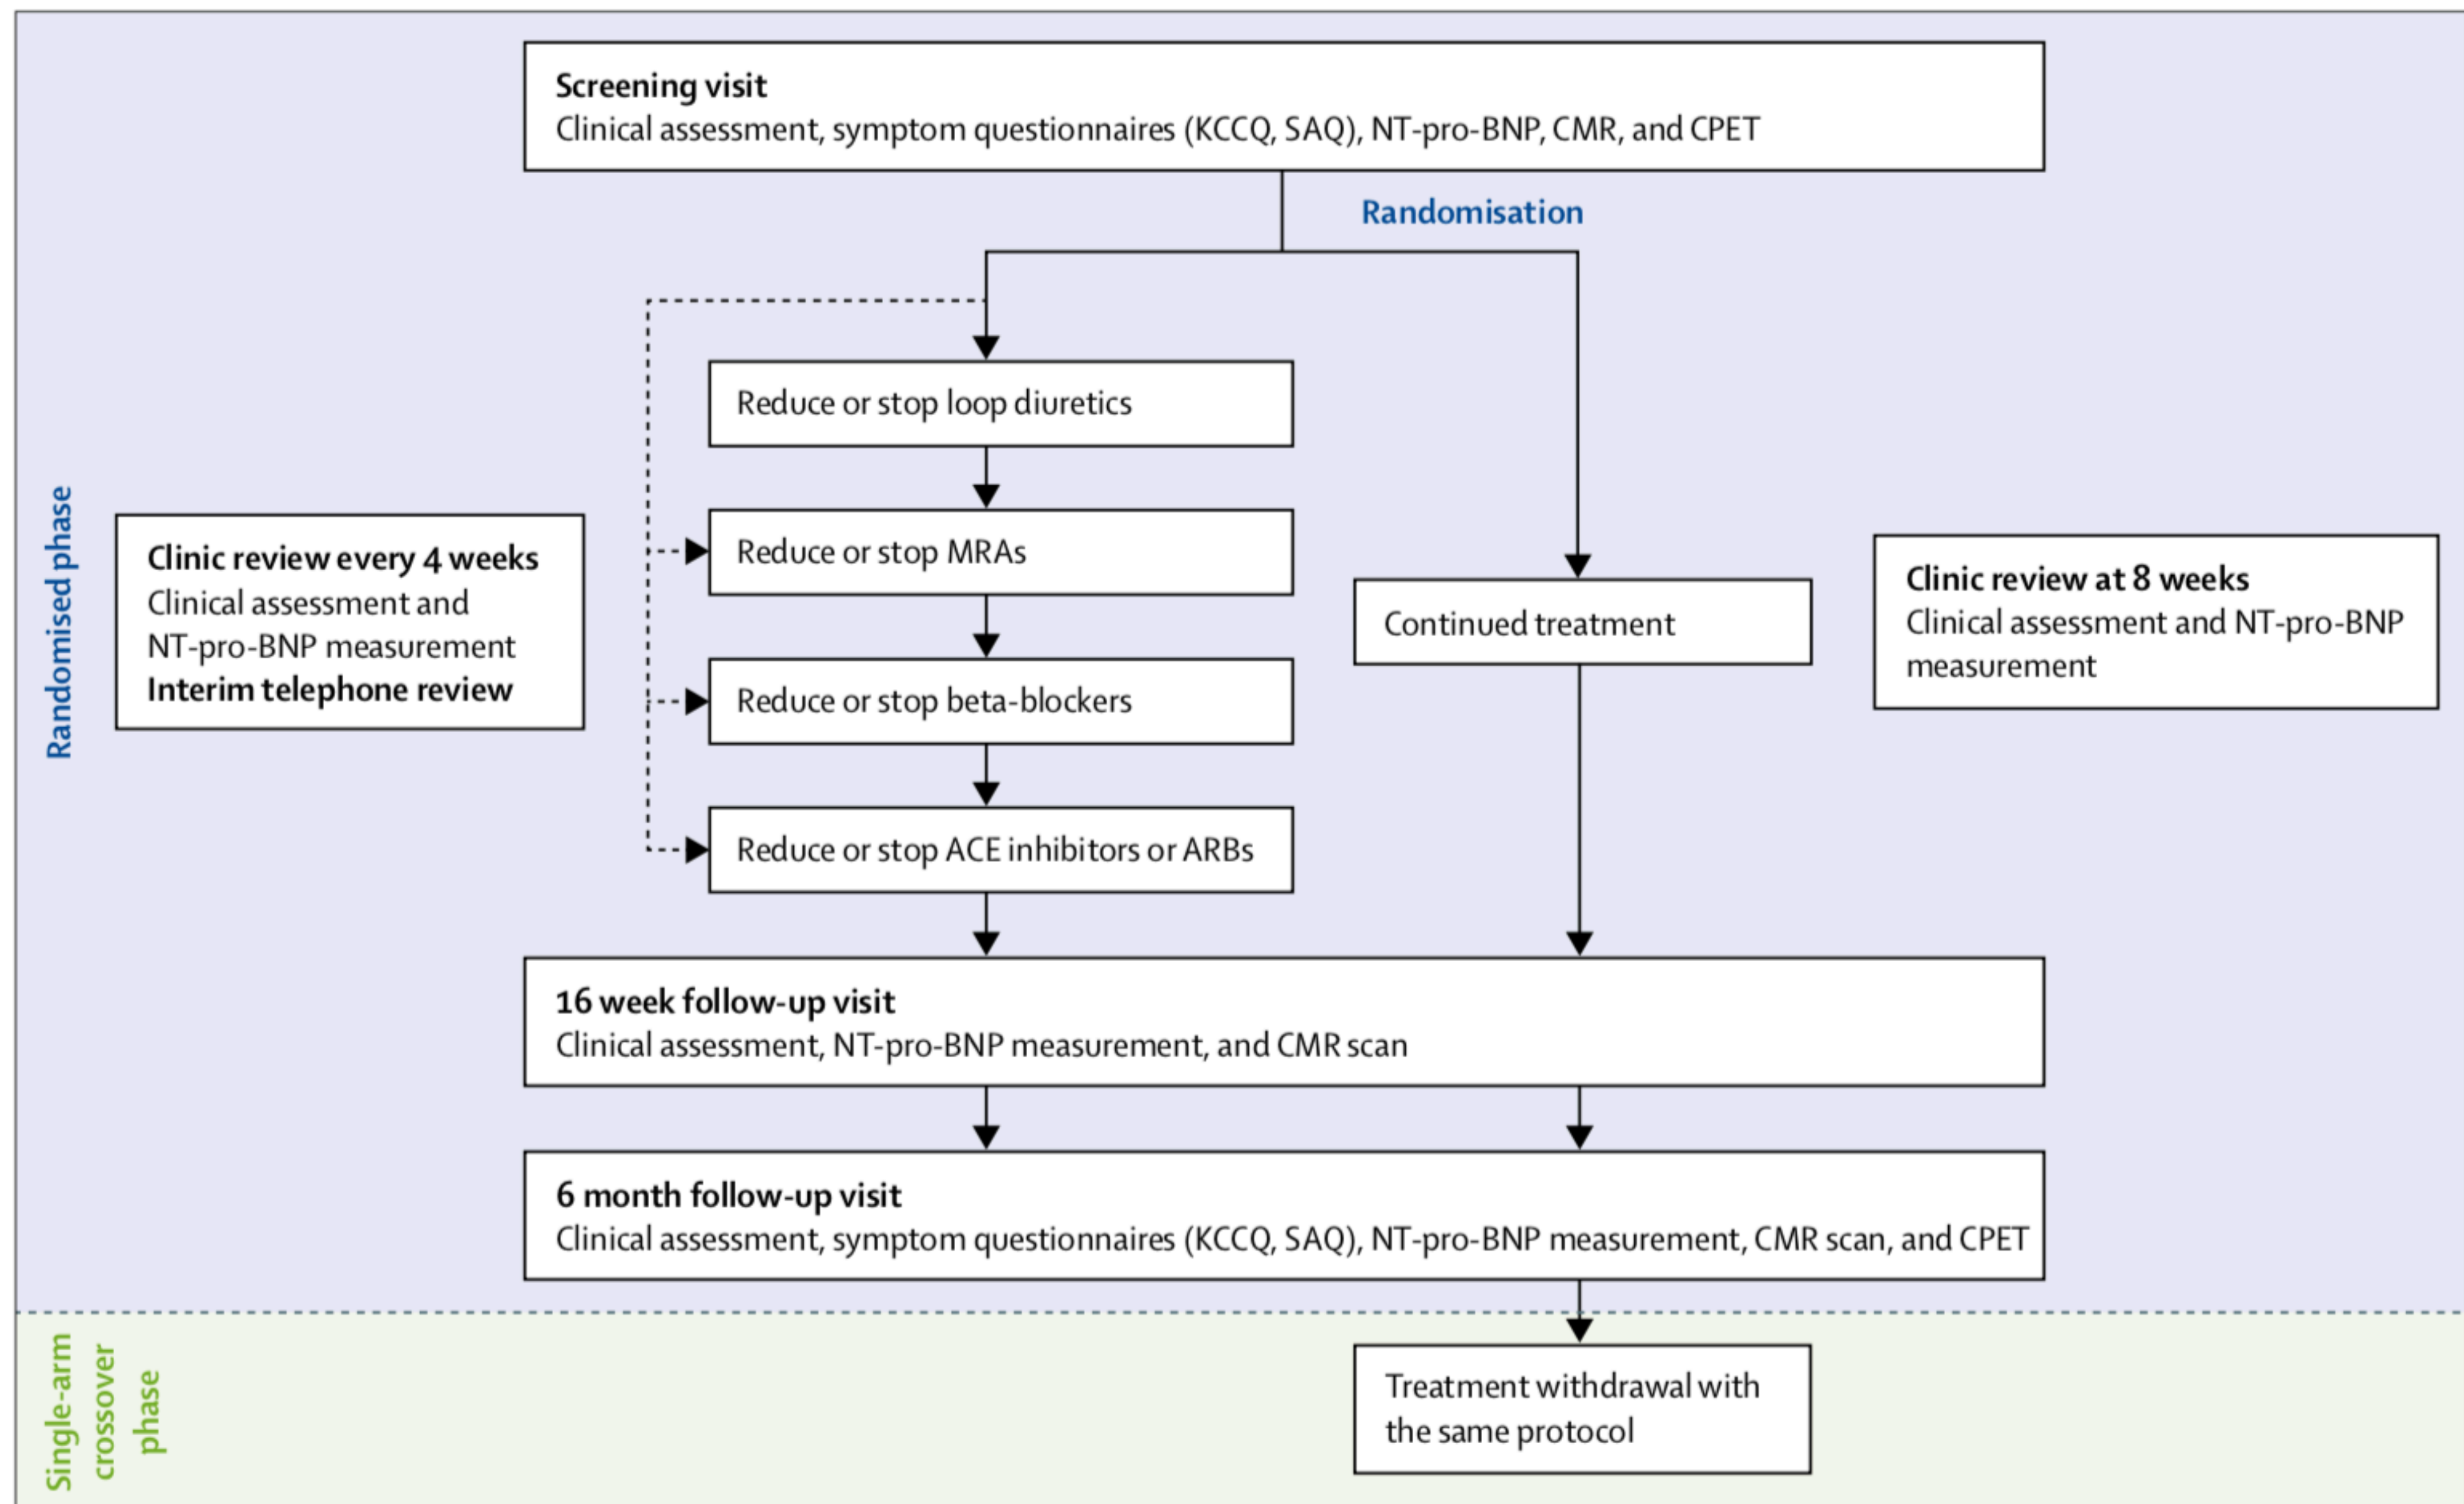 Screening visit
Clinical assessment, symptom questionnaires (KCCQ, SAQ), NT-pro-BNP, CMR, and CPET
Randomisation
Randomised phase
Reduce or stop loop diuretics
Clinic review every 4 weeks
Clinical assessment and
NT-pro-BNP measurement
Interim telephone review
Reduce or stop MRAs
Reduce or stop beta-blockers
Reduce or stop ACE inhibitors or ARBs
Continued treatment
Clinic review at 8 weeks
Clinical assessment and NT-pro-BNP
measurement
16 week follow-up visit
Clinical assessment, NT-pro-BNP measurement, and CMR scan
6 month follow-up visit
Clinical assessment, symptom questionnaires (KCCQ, SAQ), NT-pro-BNP measurement, CMR scan, and CPET
Single-arm
crossover
phase
Treatment withdrawal with
the same protocol